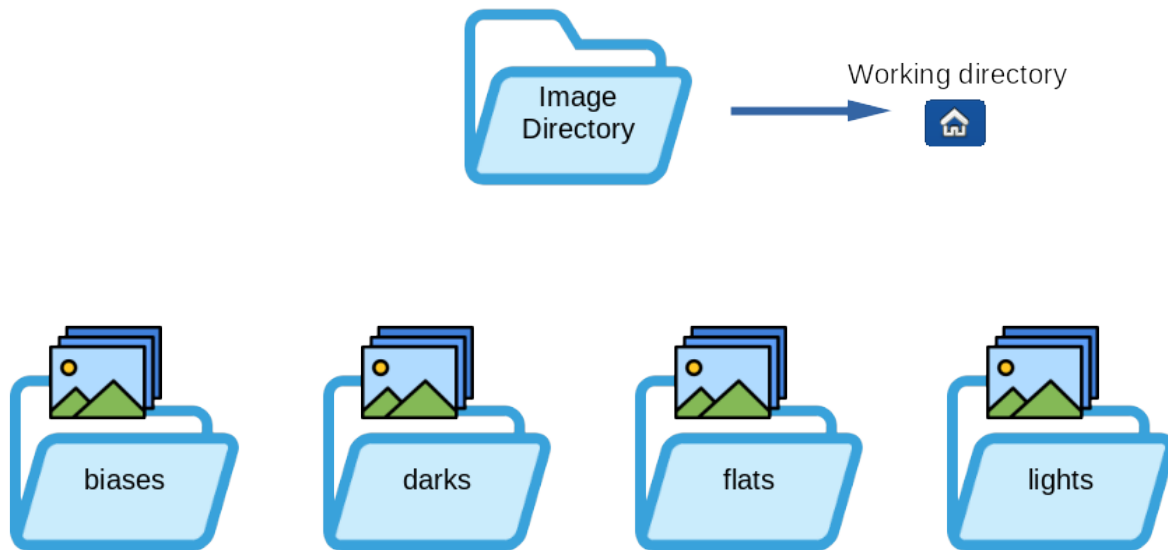 Image
Directory
Working directory
biases
darks
flats
lights